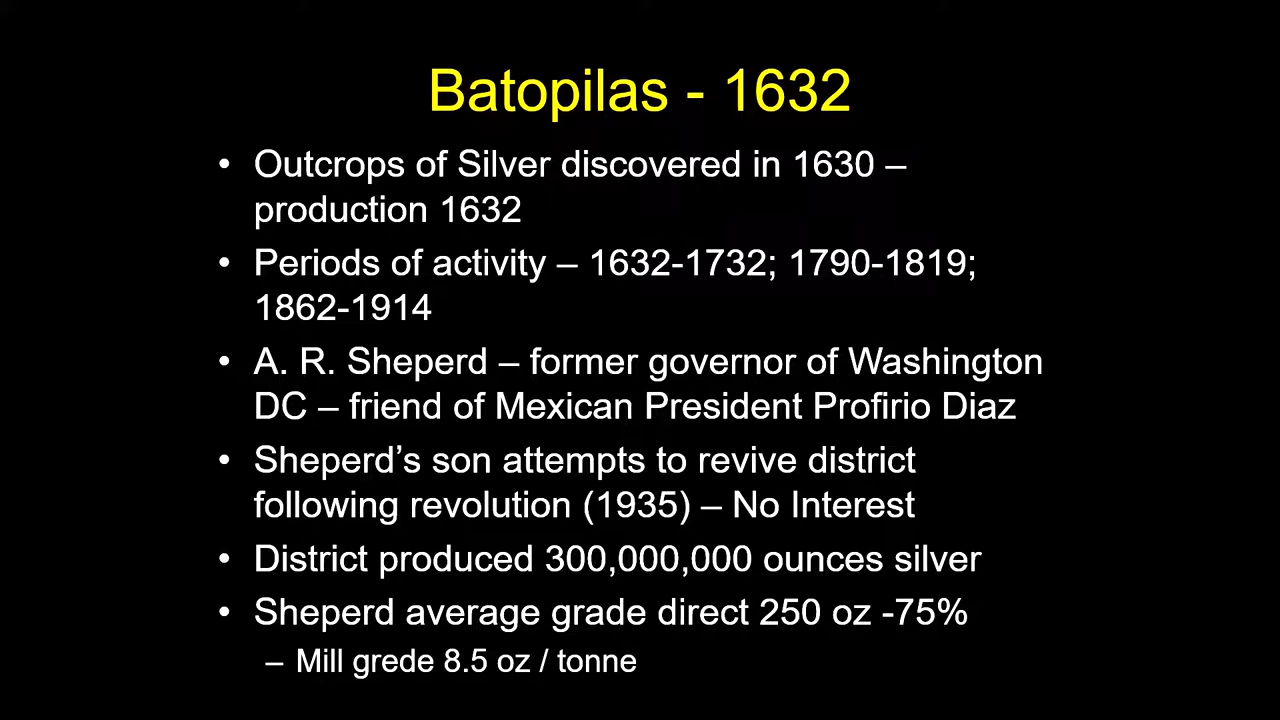 Batopilas - 1632
• Outcrops of Silver discovered in 1630 –
production 1632
• Periods of activity – 1632-1732; 1790-1819;
1862-1914
• A. R. Sheperd – former governor of Washington
DC – friend of Mexican President Profirio Diaz
• Sheperd’s son attempts to revive district
following revolution (1935) – No Interest
• District produced 300,000,000 ounces silver
• Sheperd average grade direct 250 oz -75%
– Mill grede 8.5 oz / tonne